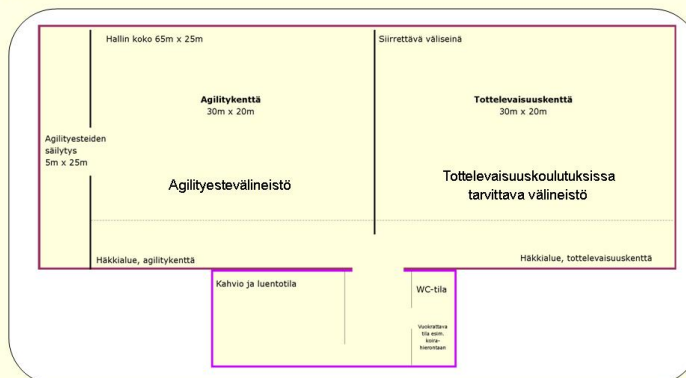 Hallin koko 65m x 25m
Siirrettävä väliseinä
Agilitykenttä
30m x 20m
Tottelevaisuuskenttä
30m x 20m
Agilityesteiden
säilytys
5m x 25m
Agilityestevälineistö
Tottelevaisuuskoulutuksissa
tarvittava välineistö
Häkkialue, agilitykenttä
Häkkialue, tottelevaisuuskenttä
Kahvio ja luentotila
WC-tila
Vuokrattava
tila esim.
koira-
hierontaan